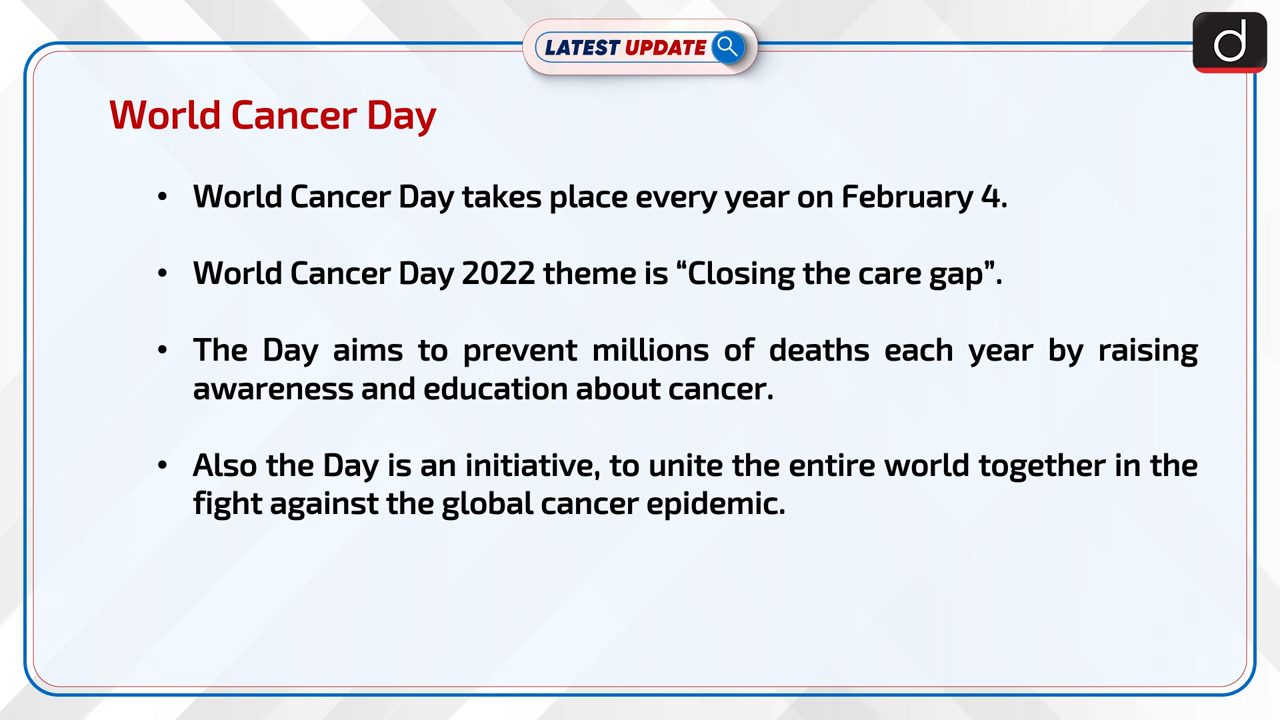 LATEST UPDATE
d
World Cancer Day
• World Cancer Day takes place every year on February 4.
• World Cancer Day 2022 theme is “Closing the care gap”.
• The Day aims to prevent millions of deaths each year by raising
awareness and education about cancer.
• Also the Day is an initiative, to unite the entire world together in the
fight against the global cancer epidemic.